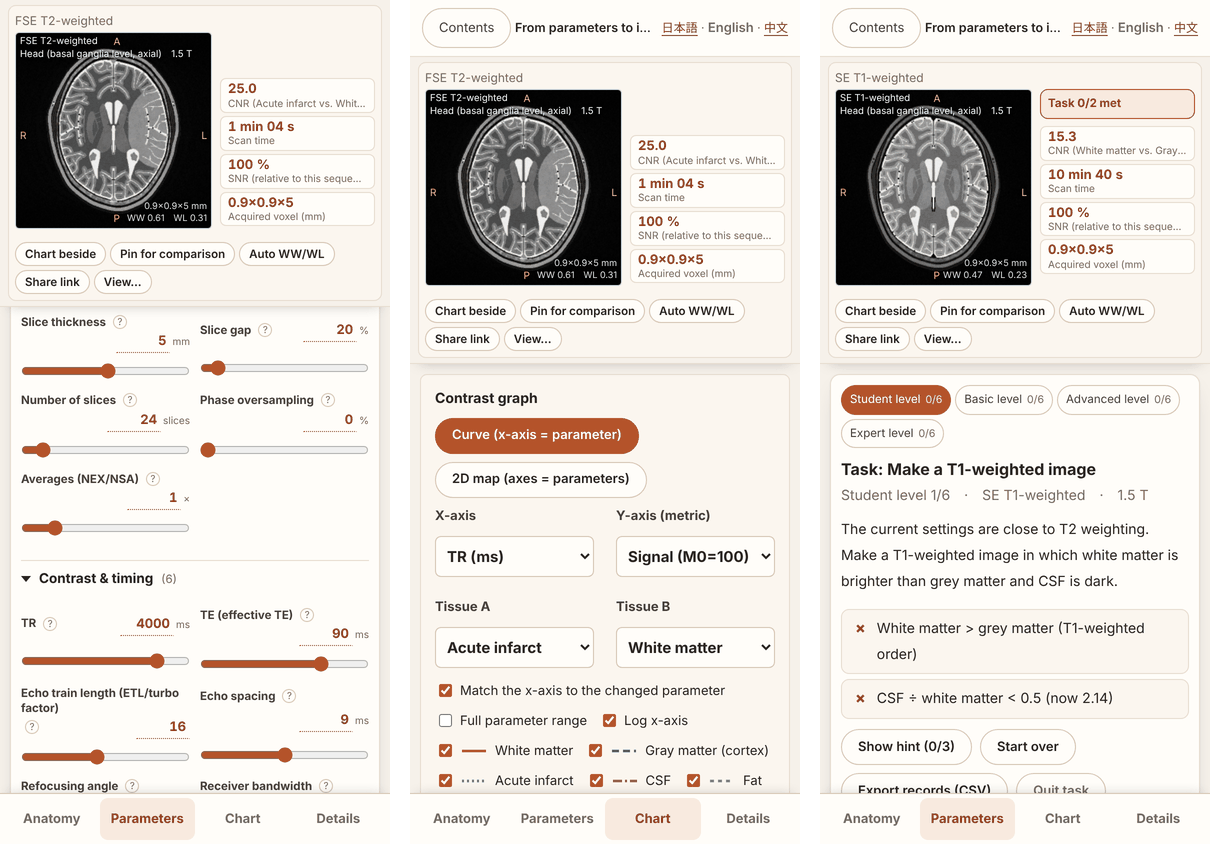 FSE T2-weighted
FSE T2-weighted
A
Head (basal ganglia level, axial) 1.5 T
R
L
0.9×0.9×5 mm
P WW 0.61 WL 0.31
25.0
CNR (Acute infarct vs. Whit...
1 min 04 s
Scan time
100 %
SNR (relative to this seque...
0.9×0.9×5
Acquired voxel (mm)
Chart beside
Pin for comparison
Auto WW/WL
Share link
View...
Slice thickness ?
5 mm
Slice gap ?
20 %
Number of slices ?
24 slices
Phase oversampling ?
0 %
Averages (NEX/NSA) ?
1 ×
Contrast & timing (6)
TR ?
4000 ms
TE (effective TE) ?
90 ms
Echo train length (ETL/turbo
factor)
?
16
Echo spacing ?
9 ms
Refocusing angle ?
Receiver bandwidth ?
Anatomy
Parameters
Chart
Details
Contents
From parameters to i...
日本語 · English · 中文
FSE T2-weighted
FSE T2-weighted
A
Head (basal ganglia level, axial) 1.5 T
R
L
0.9×0.9×5 mm
P WW 0.61 WL 0.31
25.0
CNR (Acute infarct vs. Whit...
1 min 04 s
Scan time
100 %
SNR (relative to this seque...
0.9×0.9×5
Acquired voxel (mm)
Chart beside
Pin for comparison
Auto WW/WL
Share link
View...
Contrast graph
Curve (x-axis = parameter)
2D map (axes = parameters)
X-axis
Y-axis (metric)
TR (ms)
Signal (M0=100)
Tissue A
Tissue B
Acute infarct
White matter
Match the x-axis to the changed parameter
Full parameter range
Log x-axis
White matter
Gray matter (cortex)
Acute infarct
CSF
Fat
Anatomy
Parameters
Chart
Details
Contents
From parameters to i...
日本語 · English · 中文
SE T1-weighted
SE T1-weighted
A
Head (basal ganglia level, axial) 1.5 T
R
L
0.9×0.9×5 mm
P WW 0.47 WL 0.23
Task 0/2 met
15.3
CNR (White matter vs. Gray...
10 min 40 s
Scan time
100 %
SNR (relative to this seque...
0.9×0.9×5
Acquired voxel (mm)
Chart beside
Pin for comparison
Auto WW/WL
Share link
View...
Student level 0/6
Basic level 0/6
Advanced level 0/6
Expert level 0/6
Task: Make a T1-weighted image
Student level 1/6 · SE T1-weighted · 1.5 T
The current settings are close to T2 weighting.
Make a T1-weighted image in which white matter is
brighter than grey matter and CSF is dark.
× White matter > grey matter (T1-weighted
order)
× CSF ÷ white matter < 0.5 (now 2.14)
Show hint (0/3)
Start over
Export records (CSV)
Quit task
Anatomy
Parameters
Chart
Details